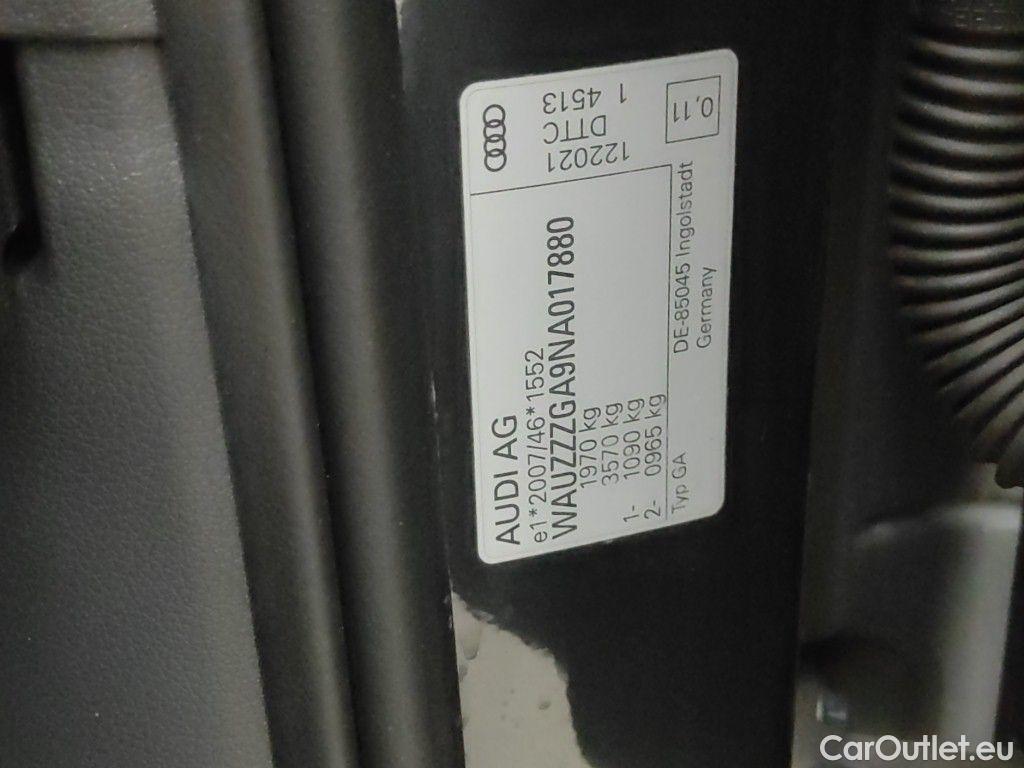 AUDI AG
e1*2007/46*1552
WAUZZZGA9NA017880
1970 kg
3570 kg
1- 1090 kg
2- 0965 kg
Typ GA
DE-85045 Ingolstadt
Germany
122021
DTTC
1 4513
0,11
CarOutlet.eu